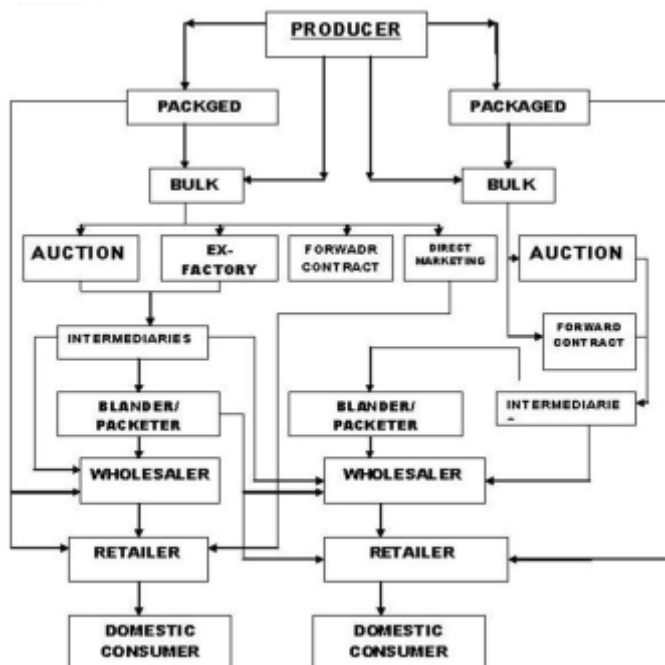 PRODUCER
PACKGED
PACKAGED
BULK
BULK
AUCTION
EX-
FACTORY
FORWADR
CONTRACT
DIRECT
MARKETING
AUCTION
FORWARD
CONTRACT
INTERMEDIARIES
BLANDER/
PACKETER
BLANDER/
PACKETER
INTERMEDIARIE
WHOLESALER
WHOLESALER
RETAILER
RETAILER
DOMESTIC
CONSUMER
DOMESTIC
CONSUMER